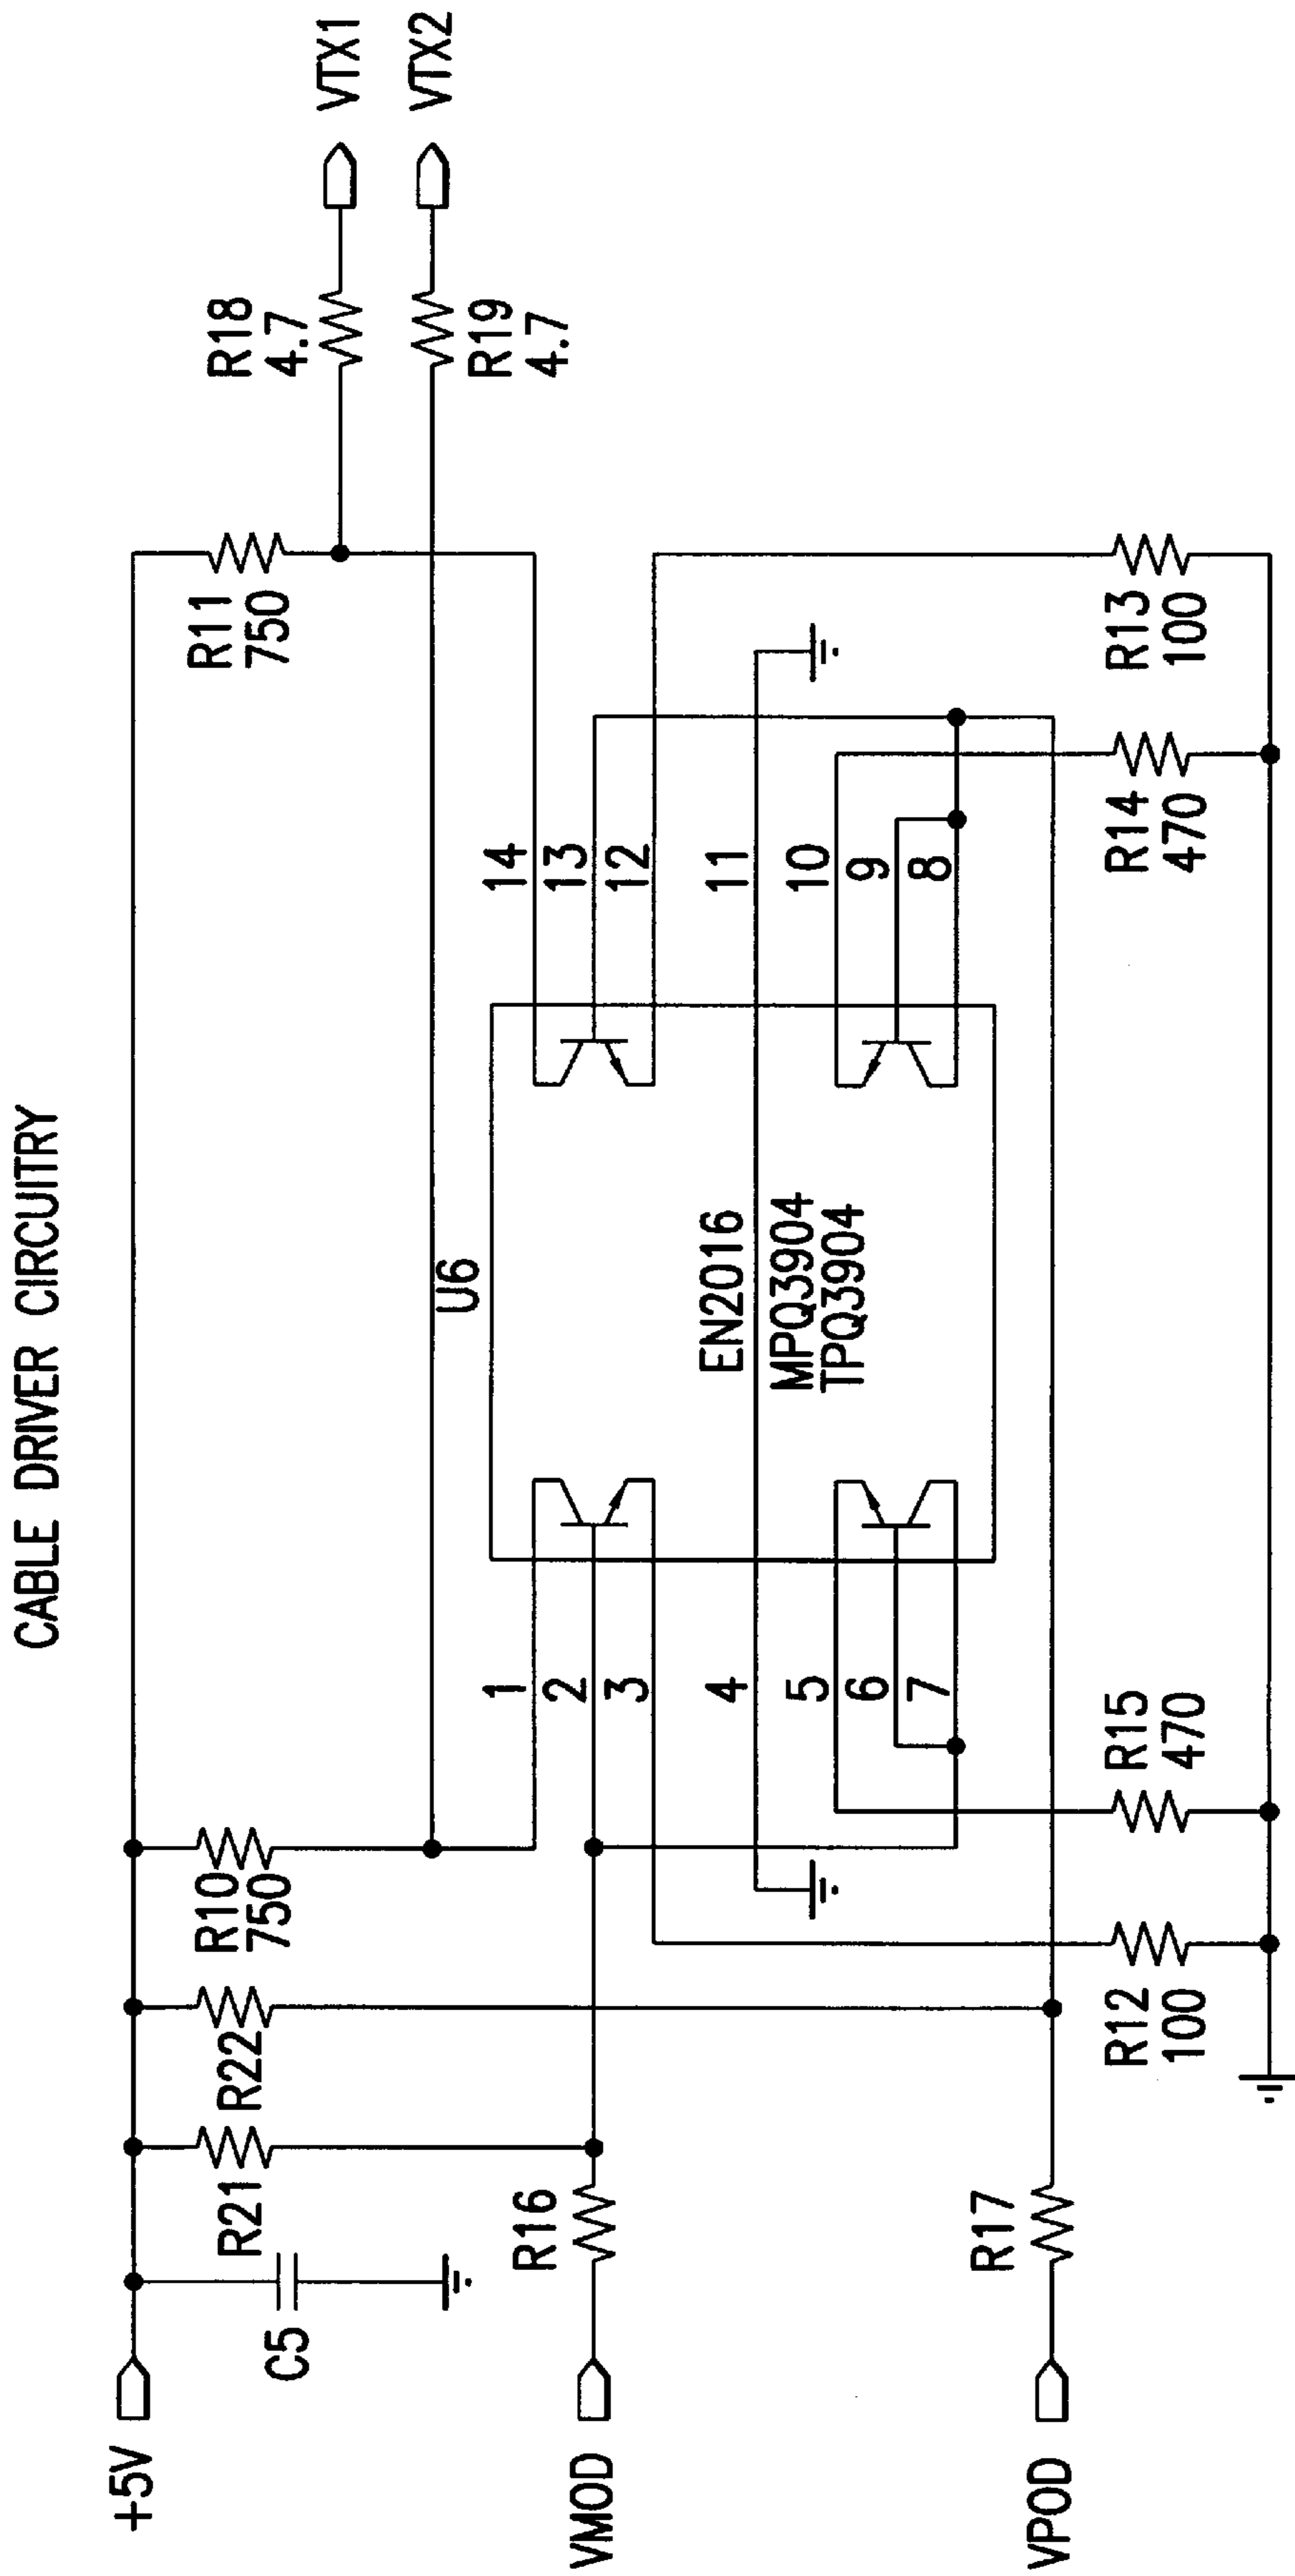 CABLE DRIVER CIRCUITRY
+5V
C5
R21
R22
R10
750
R11
750
R18
4.7
VTX1
VTX2
R19
4.7
U6
VMOD
R16
1
2
3
4
5
6
7
EN2016
MPQ3904
TPQ3904
14
13
12
11
10
9
8
VPOD
R17
R12
100
R15
470
R14
470
R13
100